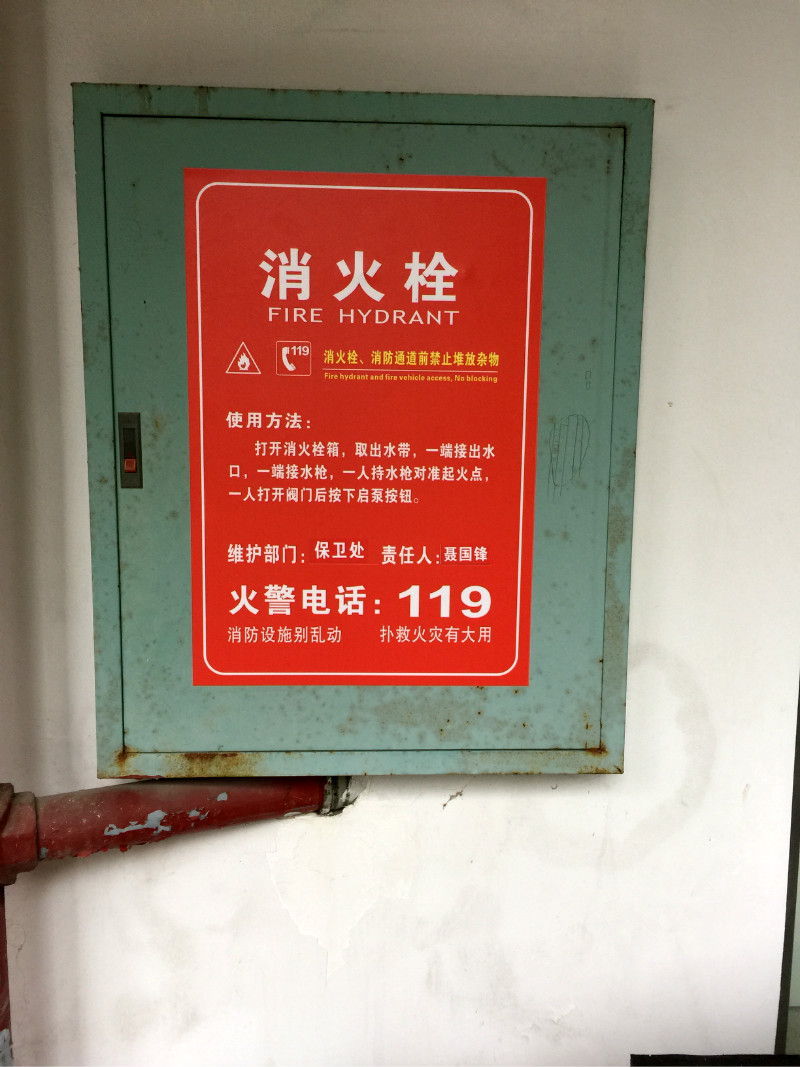 消火栓
FIRE HYDRANT
119
消火栓、消防通道前禁止堆放杂物
Fire hydrant and fire vehicle access, No blocking
使用方法：
打开消火栓箱，取出水带，一端接出水
口，一端接水枪，一人持水枪对准起火点，
一人打开阀门后按下启泵按钮。
维护部门：保卫处 责任人：聂国锋
火警电话：119
消防设施别乱动 扑救火灾有大用